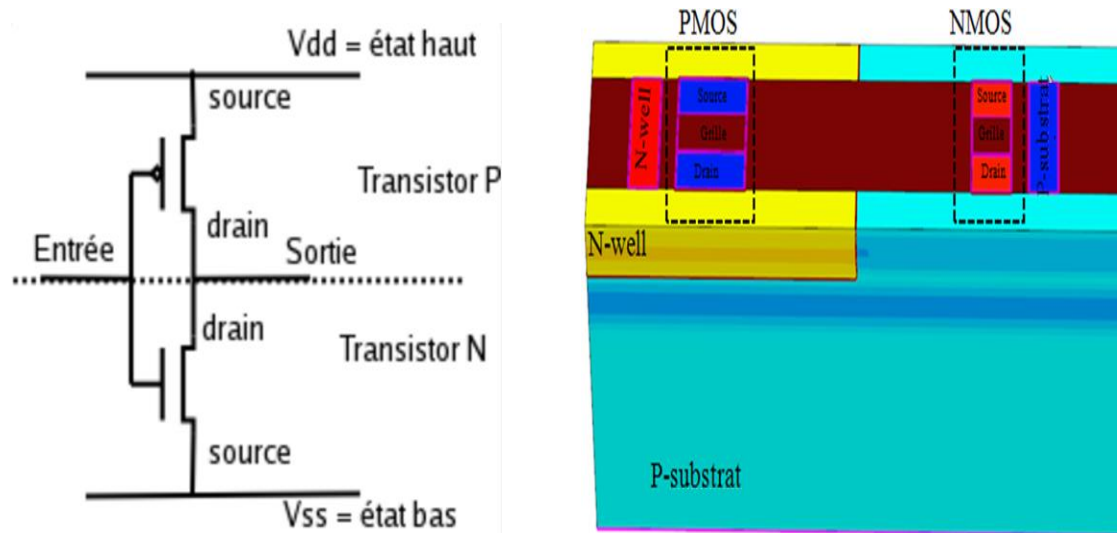 Vdd = état haut
source
Transistor P
drain
Entrée
Sortie
drain
Transistor N
source
Vss = état bas
PMOS
NMOS
N-well
Source
Grille
Drain
Source
Grille
Drain
P-substrat
N-well
P-substrat